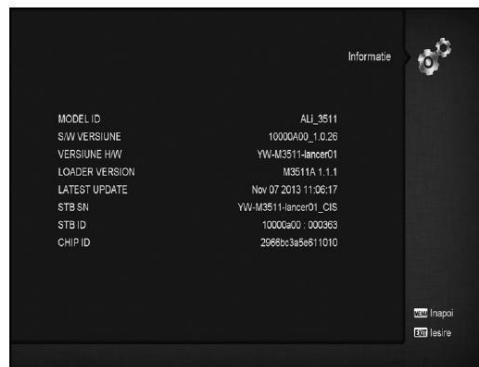 Informatie
MODEL ID ALi_3511
S/W VERSIUNE 10000A00_1.0.26
VERSIUNE H/W YW-M3511-lancer01
LOADER VERSION M3511A 1.1.1
LATEST UPDATE Nov 07 2013 11:06:17
STB SN YW-M3511-lancer01_CIS
STB ID 10000a00 : 000363
CHIP ID 2966bc3a5e611010
MENU Inapoi
EXIT Iesire